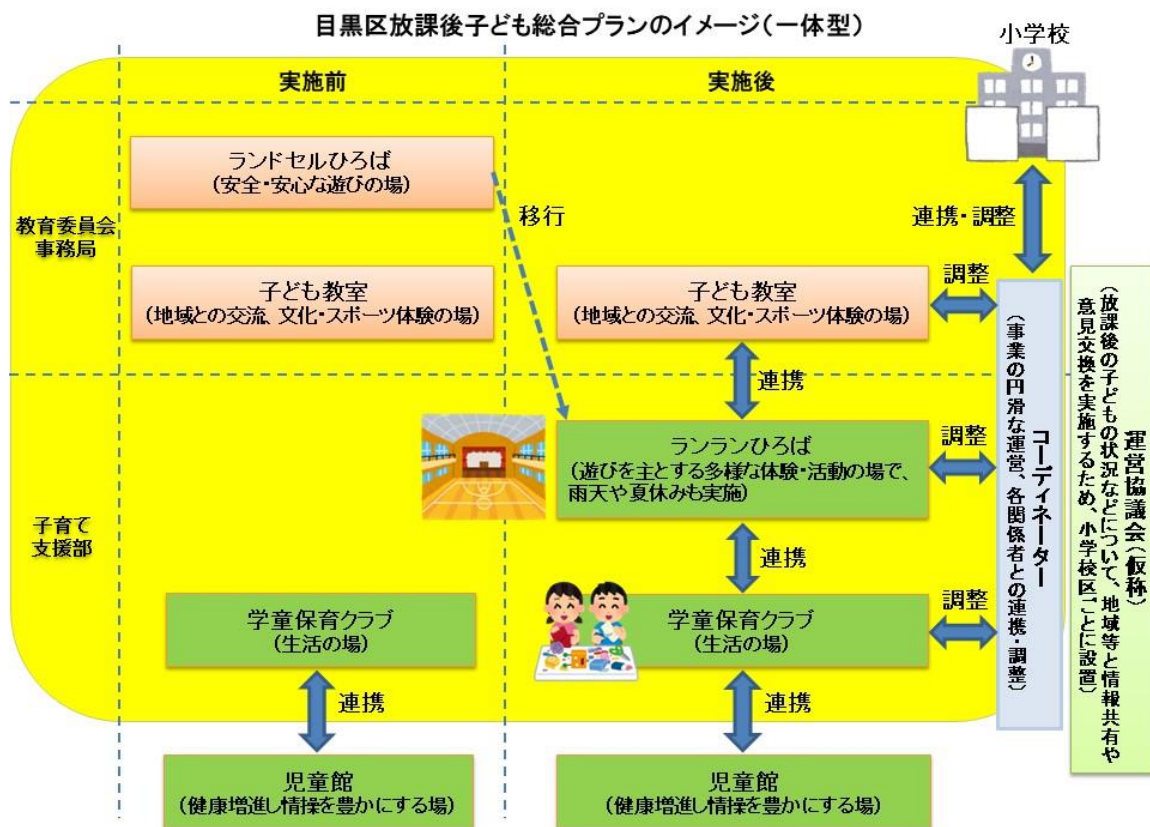 目黒区放課後子ども総合プランのイメージ（一体型）
小学校
実施前
実施後
教育委員会
事務局
ランドセルひろば
（安全・安心な遊びの場）
移行
連携・調整
子ども教室
（地域との交流、文化・スポーツ体験の場）
子ども教室
（地域との交流、文化・スポーツ体験の場）
調整
連携
子育て
支援部
ランランひろば
（遊びを主とする多様な体験・活動の場で、
雨天や夏休みも実施）
調整
連携
学童保育クラブ
（生活の場）
学童保育クラブ
（生活の場）
調整
連携
連携
児童館
（健康増進し情操を豊かにする場）
児童館
（健康増進し情操を豊かにする場）
コーディネーター
（事業の円滑な運営、各関係者との連携・調整）
運営協議会（仮称）
（放課後の子どもの状況などについて、地域等と情報共有や
意見交換を実施するため、小学校区ごとに設置）